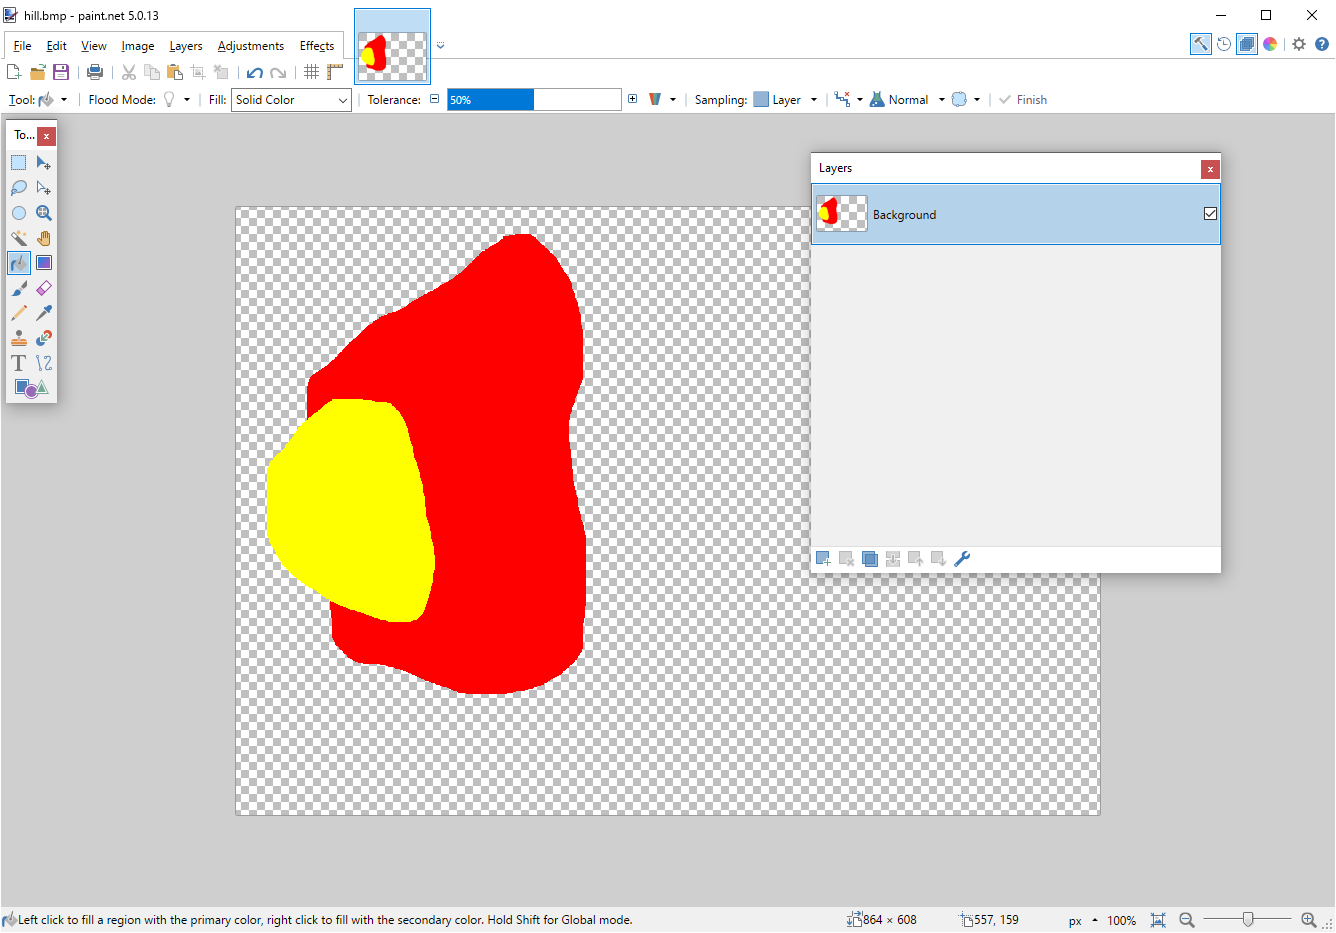 hill.bmp - paint.net 5.0.13
File Edit View Image Layers Adjustments Effects
Tool: Flood Mode: Fill: Solid Color Tolerance: 50% Sampling: Layer Normal Finish
To...
Layers
Background
Left click to fill a region with the primary color, right click to fill with the secondary color. Hold Shift for Global mode. 864 × 608 557, 159 px 100%